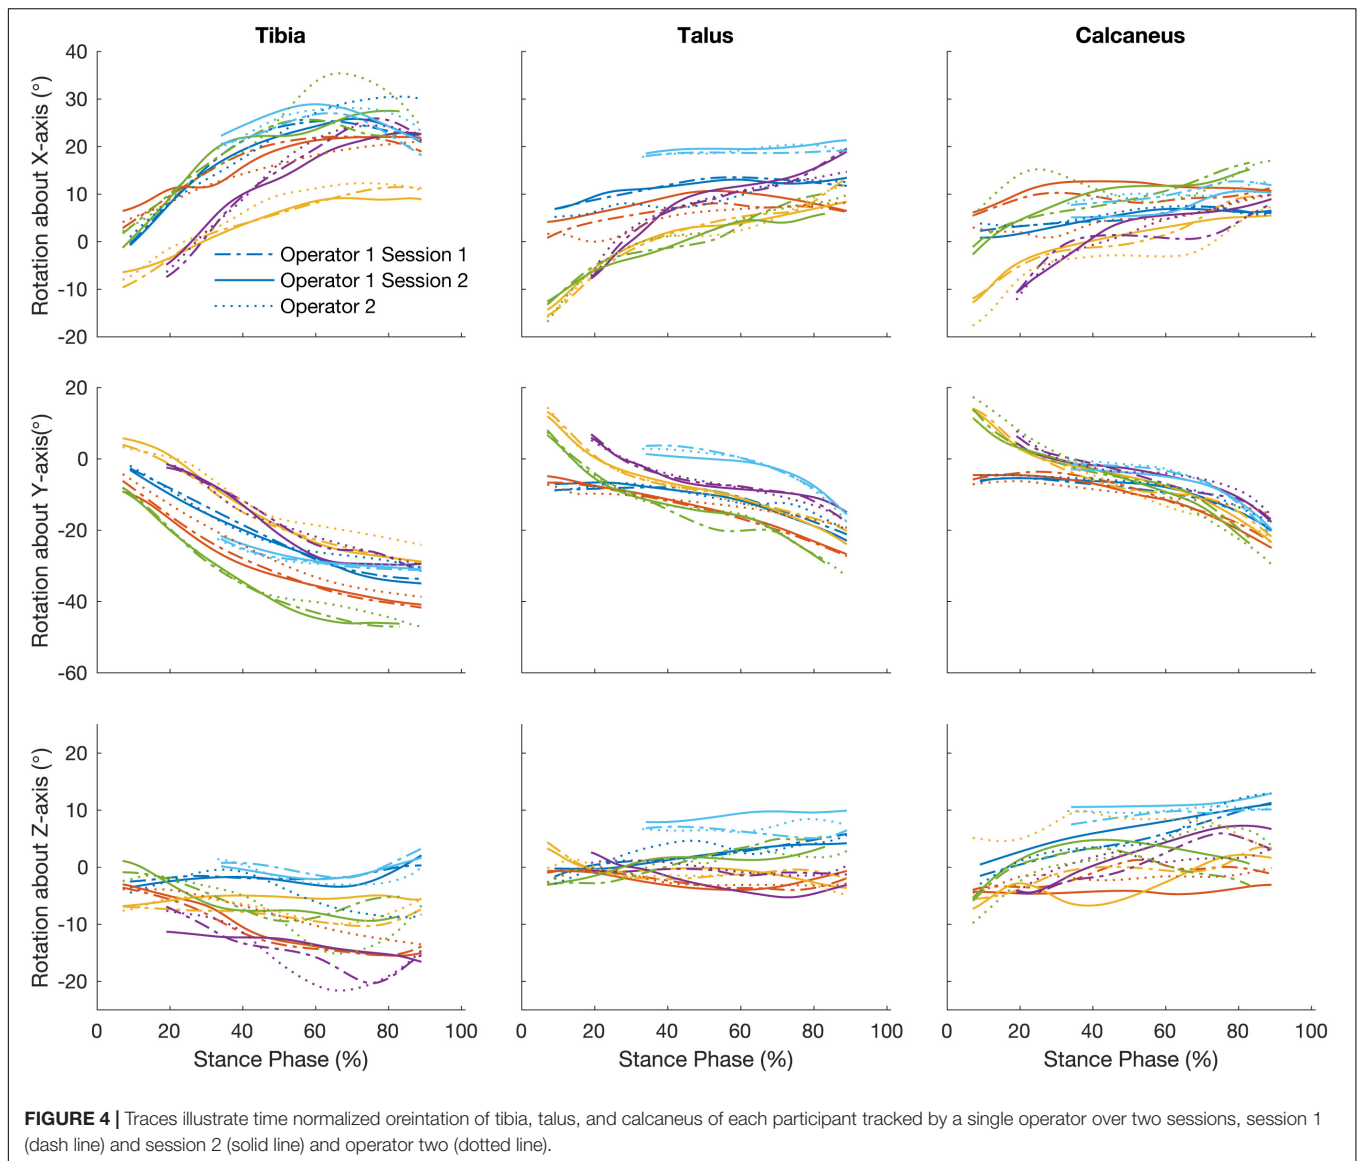 Tibia
Talus
Calcaneus
Rotation about X-axis (°)
40
30
20
10
0
-10
-20
Operator 1 Session 1
Operator 1 Session 2
Operator 2
Rotation about Y-axis(°)
20
0
-20
-40
-60
Rotation about Z-axis (°)
20
10
0
-10
-20
0 20 40 60 80 100
0 20 40 60 80 100
0 20 40 60 80 100
Stance Phase (%)
Stance Phase (%)
Stance Phase (%)
FIGURE 4 | Traces illustrate time normalized oreintation of tibia, talus, and calcaneus of each participant tracked by a single operator over two sessions, session 1
(dash line) and session 2 (solid line) and operator two (dotted line).